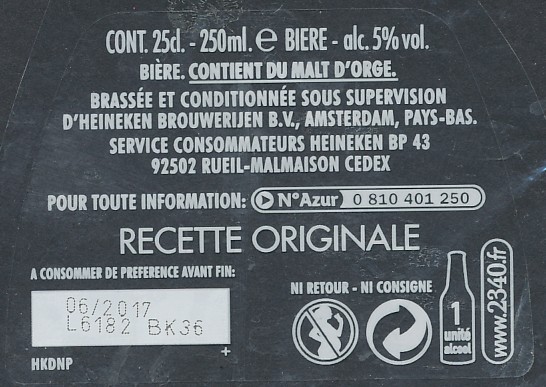 CONT. 25cl. - 250ml. e BIERE - alc. 5% vol.
BIÈRE. CONTIENT DU MALT D'ORGE.
BRASSÉE ET CONDITIONNÉE SOUS SUPERVISION
D'HEINEKEN BROUWERIJEN B.V., AMSTERDAM, PAYS-BAS.
SERVICE CONSOMMATEURS HEINEKEN BP 43
92502 RUEIL-MALMAISON CEDEX
POUR TOUTE INFORMATION: N°Azur 0 810 401 250
RECETTE ORIGINALE
A CONSOMMER DE PREFERENCE AVANT FIN:
06/2017
L6182 BK36
+
HKDNP
NI RETOUR - NI CONSIGNE
1
unité
alcool
www.2340.fr